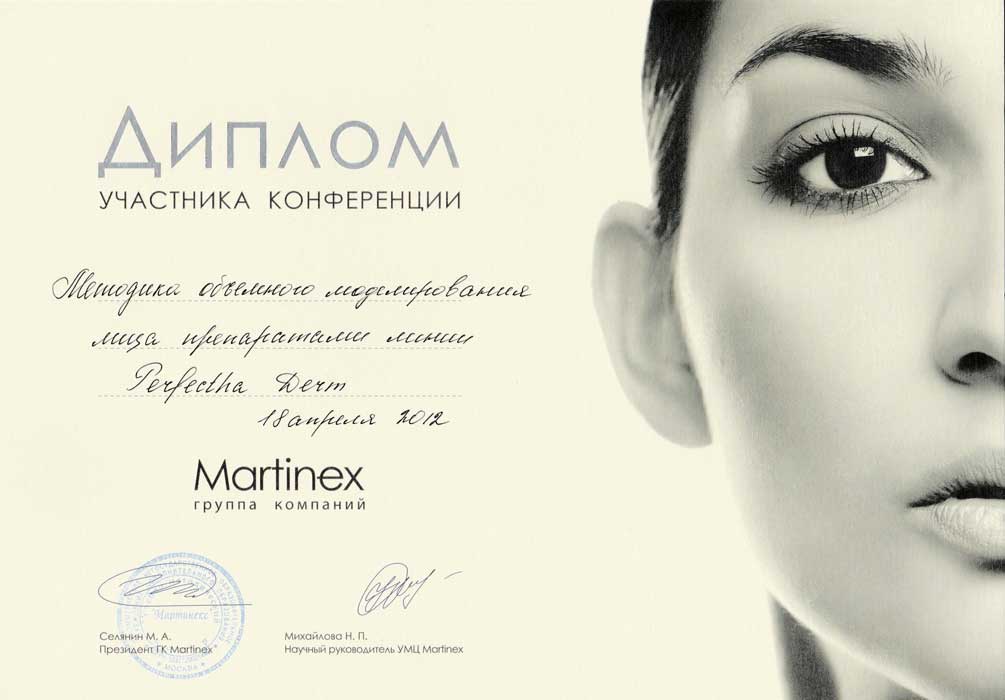 Диплом
УЧАСТНИКА КОНФЕРЕНЦИИ
Методика объемного моделирования
лица препаратами линии
Perfectha Derm
18 апреля 2012
Martinex
группа компаний
Мартинекс
МОСКВА
Селянин М. А.
Президент ГК Martinex
Михайлова Н. П.
Научный руководитель УМЦ Martinex